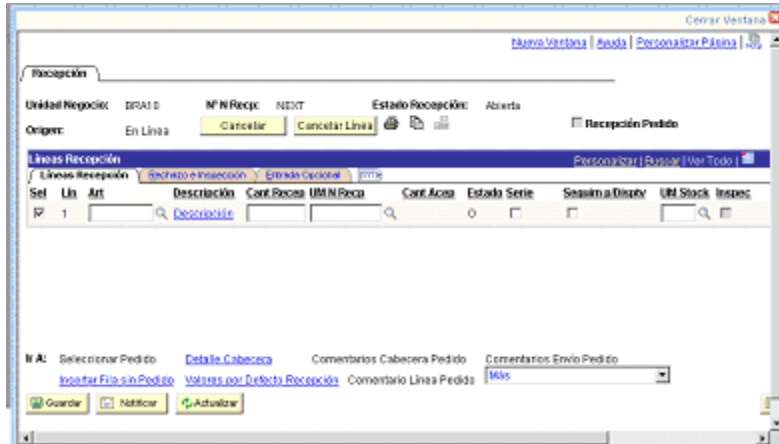 Cerrar Ventana
Nueva Ventana | Ayuda | Personalizar Página |
Recepción
Unidad Negocio: BRA10 Nº N Recp: NEXT Estado Recepción: Abierta
Origen: En Línea Cancelar Cancelar Línea Recepción Pedido
Líneas Recepción Personalizar | Buscar | Ver Todo |
Líneas Recepción Rechazo e Inspección Entrada Opcional
Sel Lín Art Descripción Cant Recep UM N Recp Cant Acep Estado Serie Seguim a/Dispty UM Stock Inspec
1 Descripción O
Ir A: Seleccionar Pedido Detalle Cabecera Comentarios Cabecera Pedido Comentarios Envío Pedido
Insertar Fila sin Pedido Valores por Defecto Recepción Comentario Línea Pedido Más
Guardar Notificar Actualizar